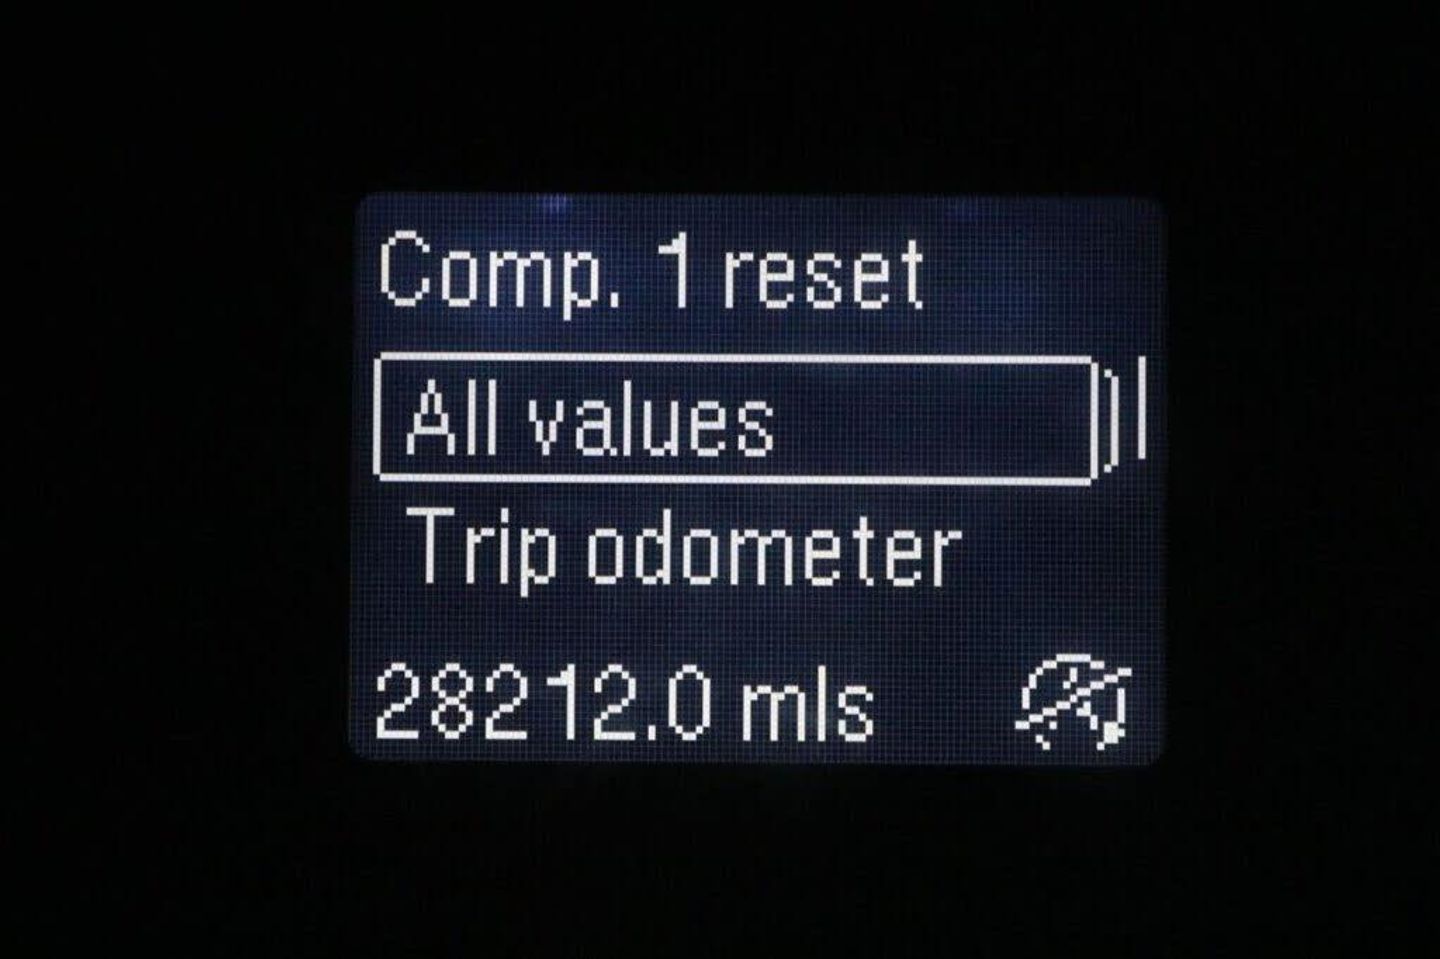 Comp. 1 reset
All values
Trip odometer
28212.0 mls